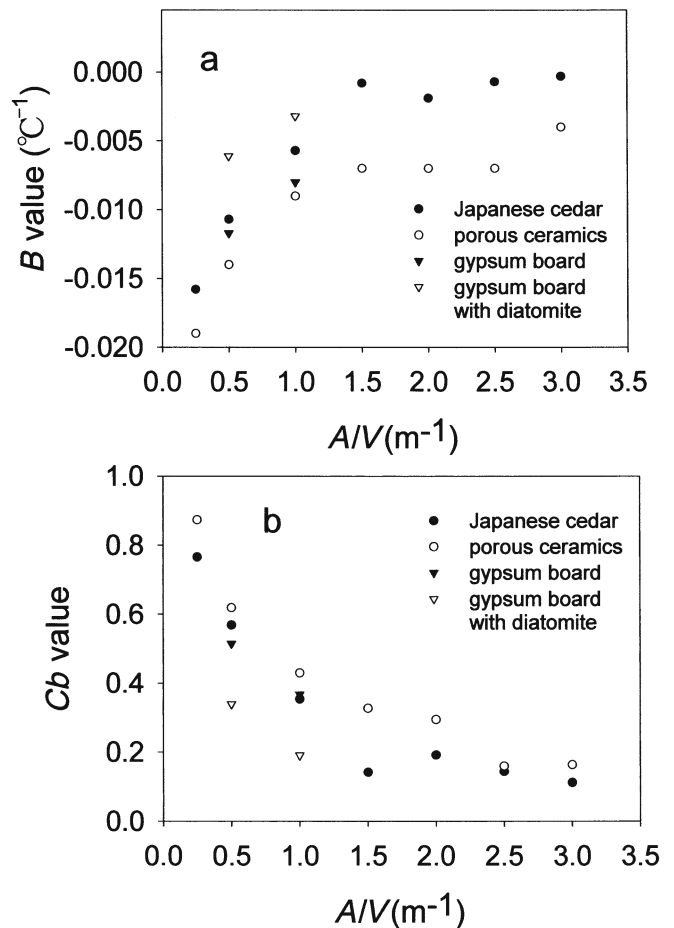 a
0.000
-0.005
-0.010
-0.015
-0.020
B value (℃⁻¹)
Japanese cedar
porous ceramics
gypsum board
gypsum board
with diatomite
0.0 0.5 1.0 1.5 2.0 2.5 3.0 3.5
A/V(m⁻¹)
b
1.0
0.8
0.6
0.4
0.2
0.0
Cb value
Japanese cedar
porous ceramics
gypsum board
gypsum board
with diatomite
0.0 0.5 1.0 1.5 2.0 2.5 3.0 3.5
A/V(m⁻¹)